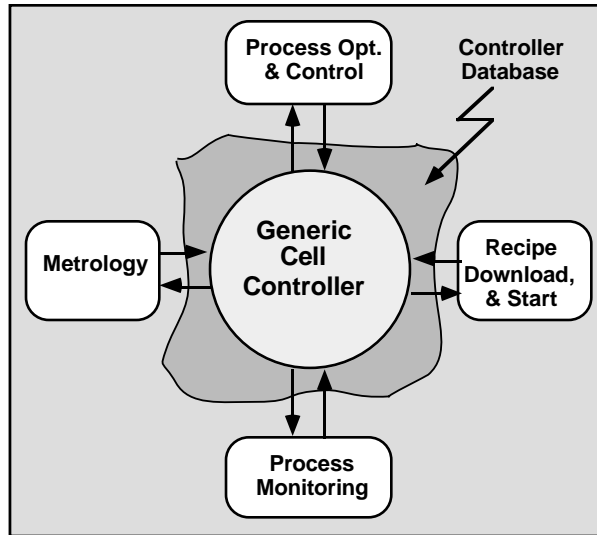 Process Opt.
& Control
Controller
Database
Generic
Cell
Controller
Metrology
Recipe
Download,
& Start
Process
Monitoring